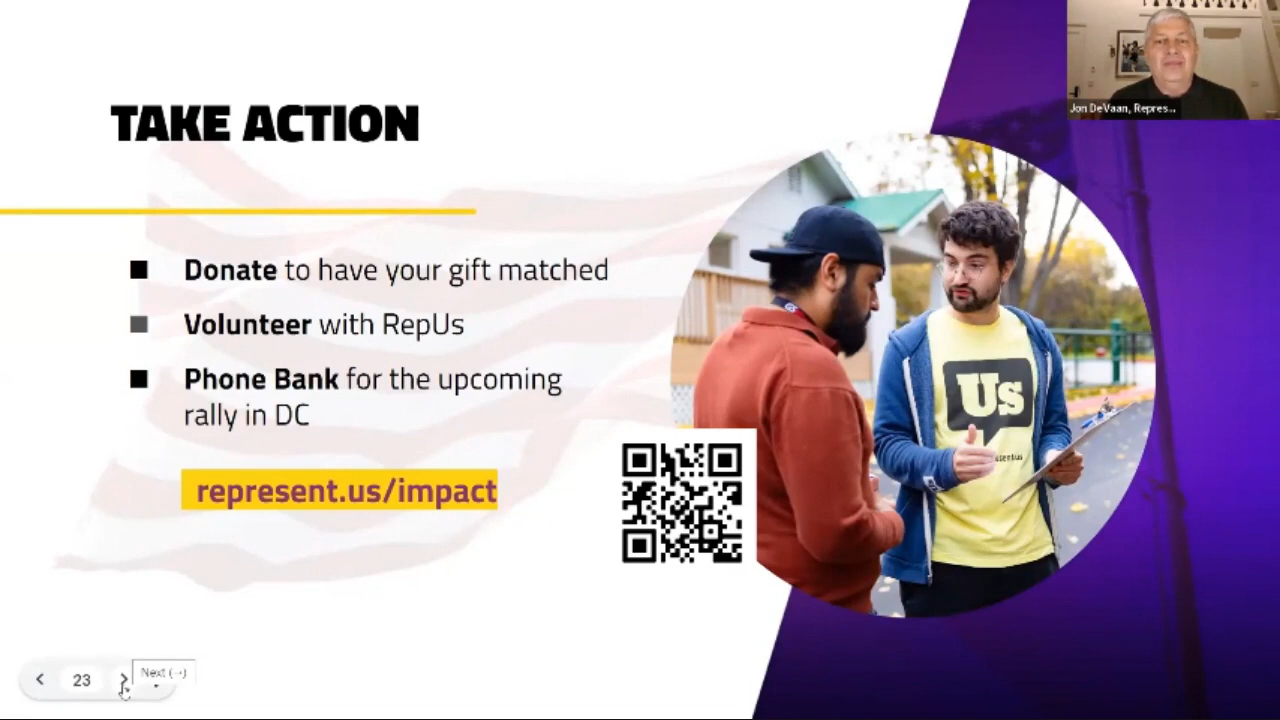 TAKE ACTION
Jon DeVaan, Repres...
Donate to have your gift matched
Volunteer with RepUs
Phone Bank for the upcoming
rally in DC
represent.us/impact
Us
23
Next (→)